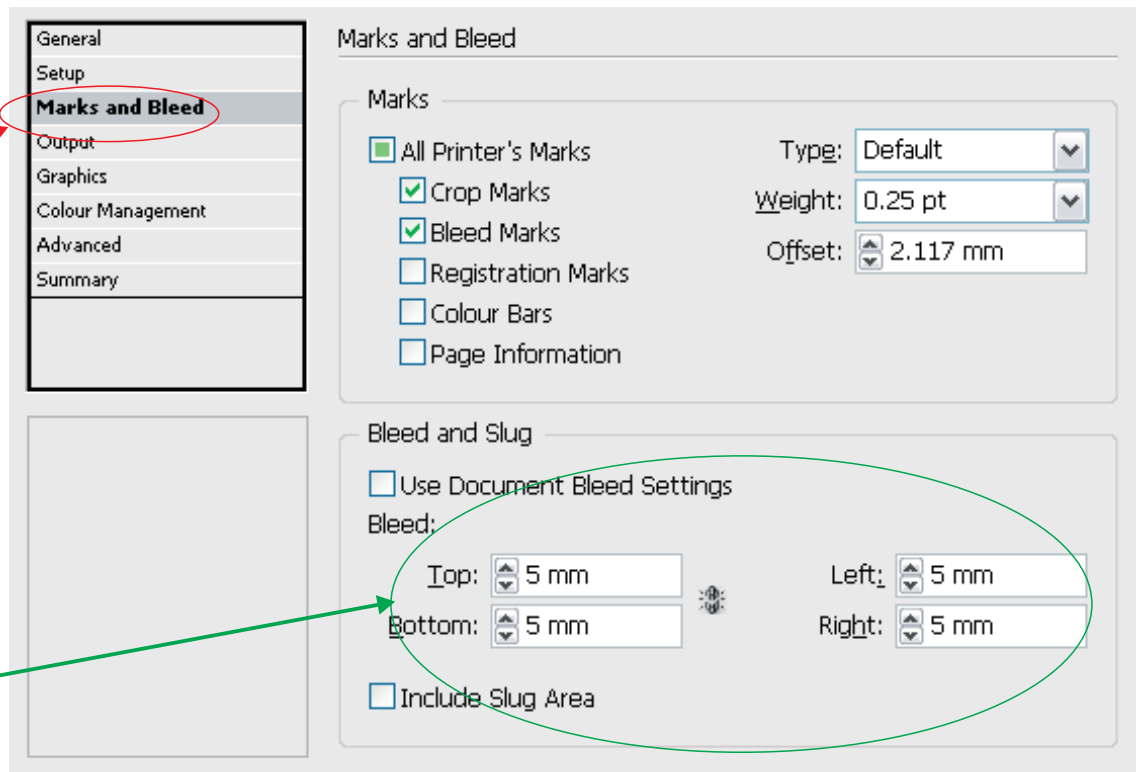 General
Setup
Marks and Bleed
Output
Graphics
Colour Management
Advanced
Summary
Marks and Bleed
Marks
All Printer's Marks
Crop Marks
Bleed Marks
Registration Marks
Colour Bars
Page Information
Type: Default
Weight: 0.25 pt
Offset: 2.117 mm
Bleed and Slug
Use Document Bleed Settings
Bleed:
Top: 5 mm
Left: 5 mm
Bottom: 5 mm
Right: 5 mm
Include Slug Area